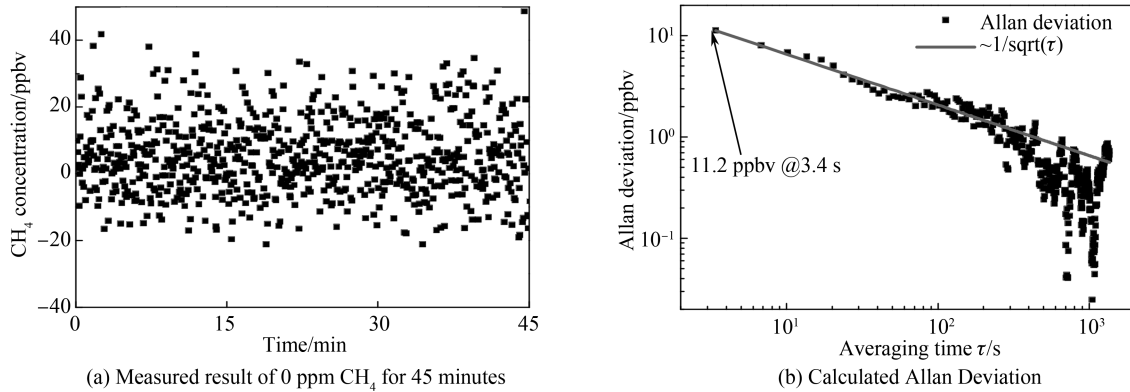 40
20
0
−20
−40
CH₄ concentration/ppbv
0
15
30
45
Time/min
(a) Measured result of 0 ppm CH₄ for 45 minutes
10¹
10⁰
10⁻¹
Allan deviation/ppbv
Allan deviation
~1/sqrt(τ)
11.2 ppbv @3.4 s
10¹
10²
10³
Averaging time τ/s
(b) Calculated Allan Deviation